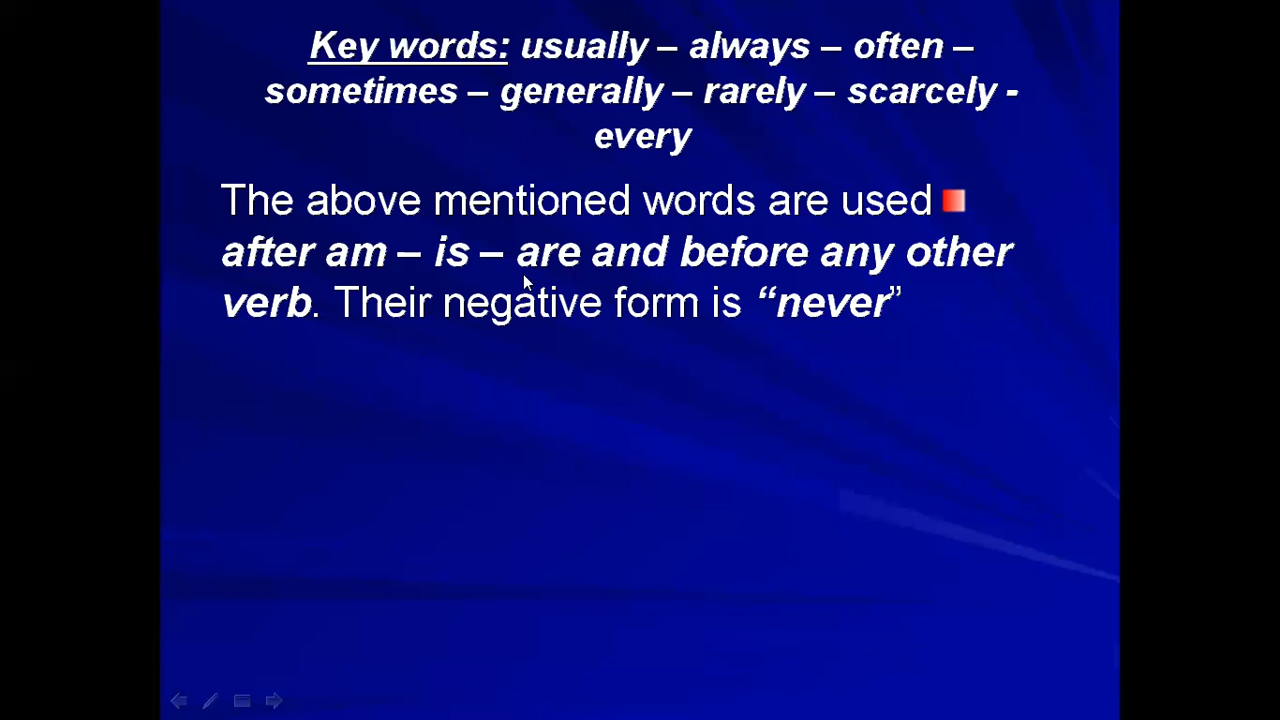 Key words: usually – always – often –
sometimes – generally – rarely – scarcely -
every
The above mentioned words are used
after am – is – are and before any other
verb. Their negative form is “never”